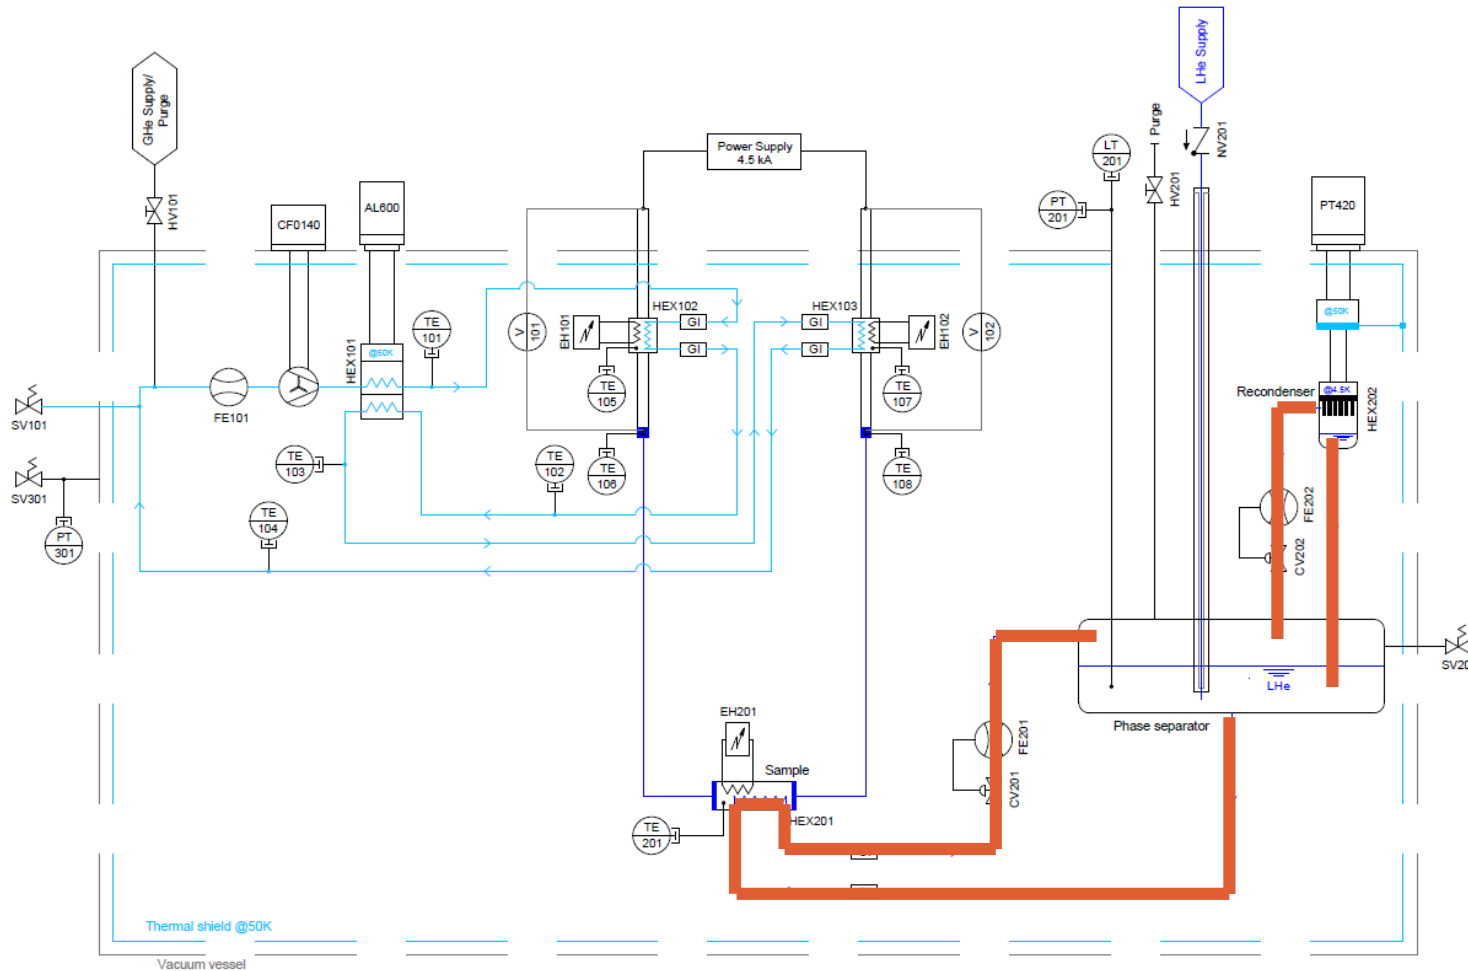 GHe Supply/
Purge
HV101
CF0140
AL600
Power Supply
4.5 kA
LT
201
PT
201
Purge
HV201
LHe Supply
NV201
PT420
@50K
@4.5K
Recondenser
HEX202
HEX101
@50K
TE
101
V
101
EH101
HEX102
GI
GI
HEX103
GI
GI
EH102
V
102
TE
105
TE
107
TE
106
TE
108
FE101
SV101
SV301
PT
301
TE
103
TE
102
TE
104
FE202
CV202
SV20
LHe
Phase separator
EH201
Sample
HEX201
TE
201
FE201
CV201
Thermal shield @50K
Vacuum vessel